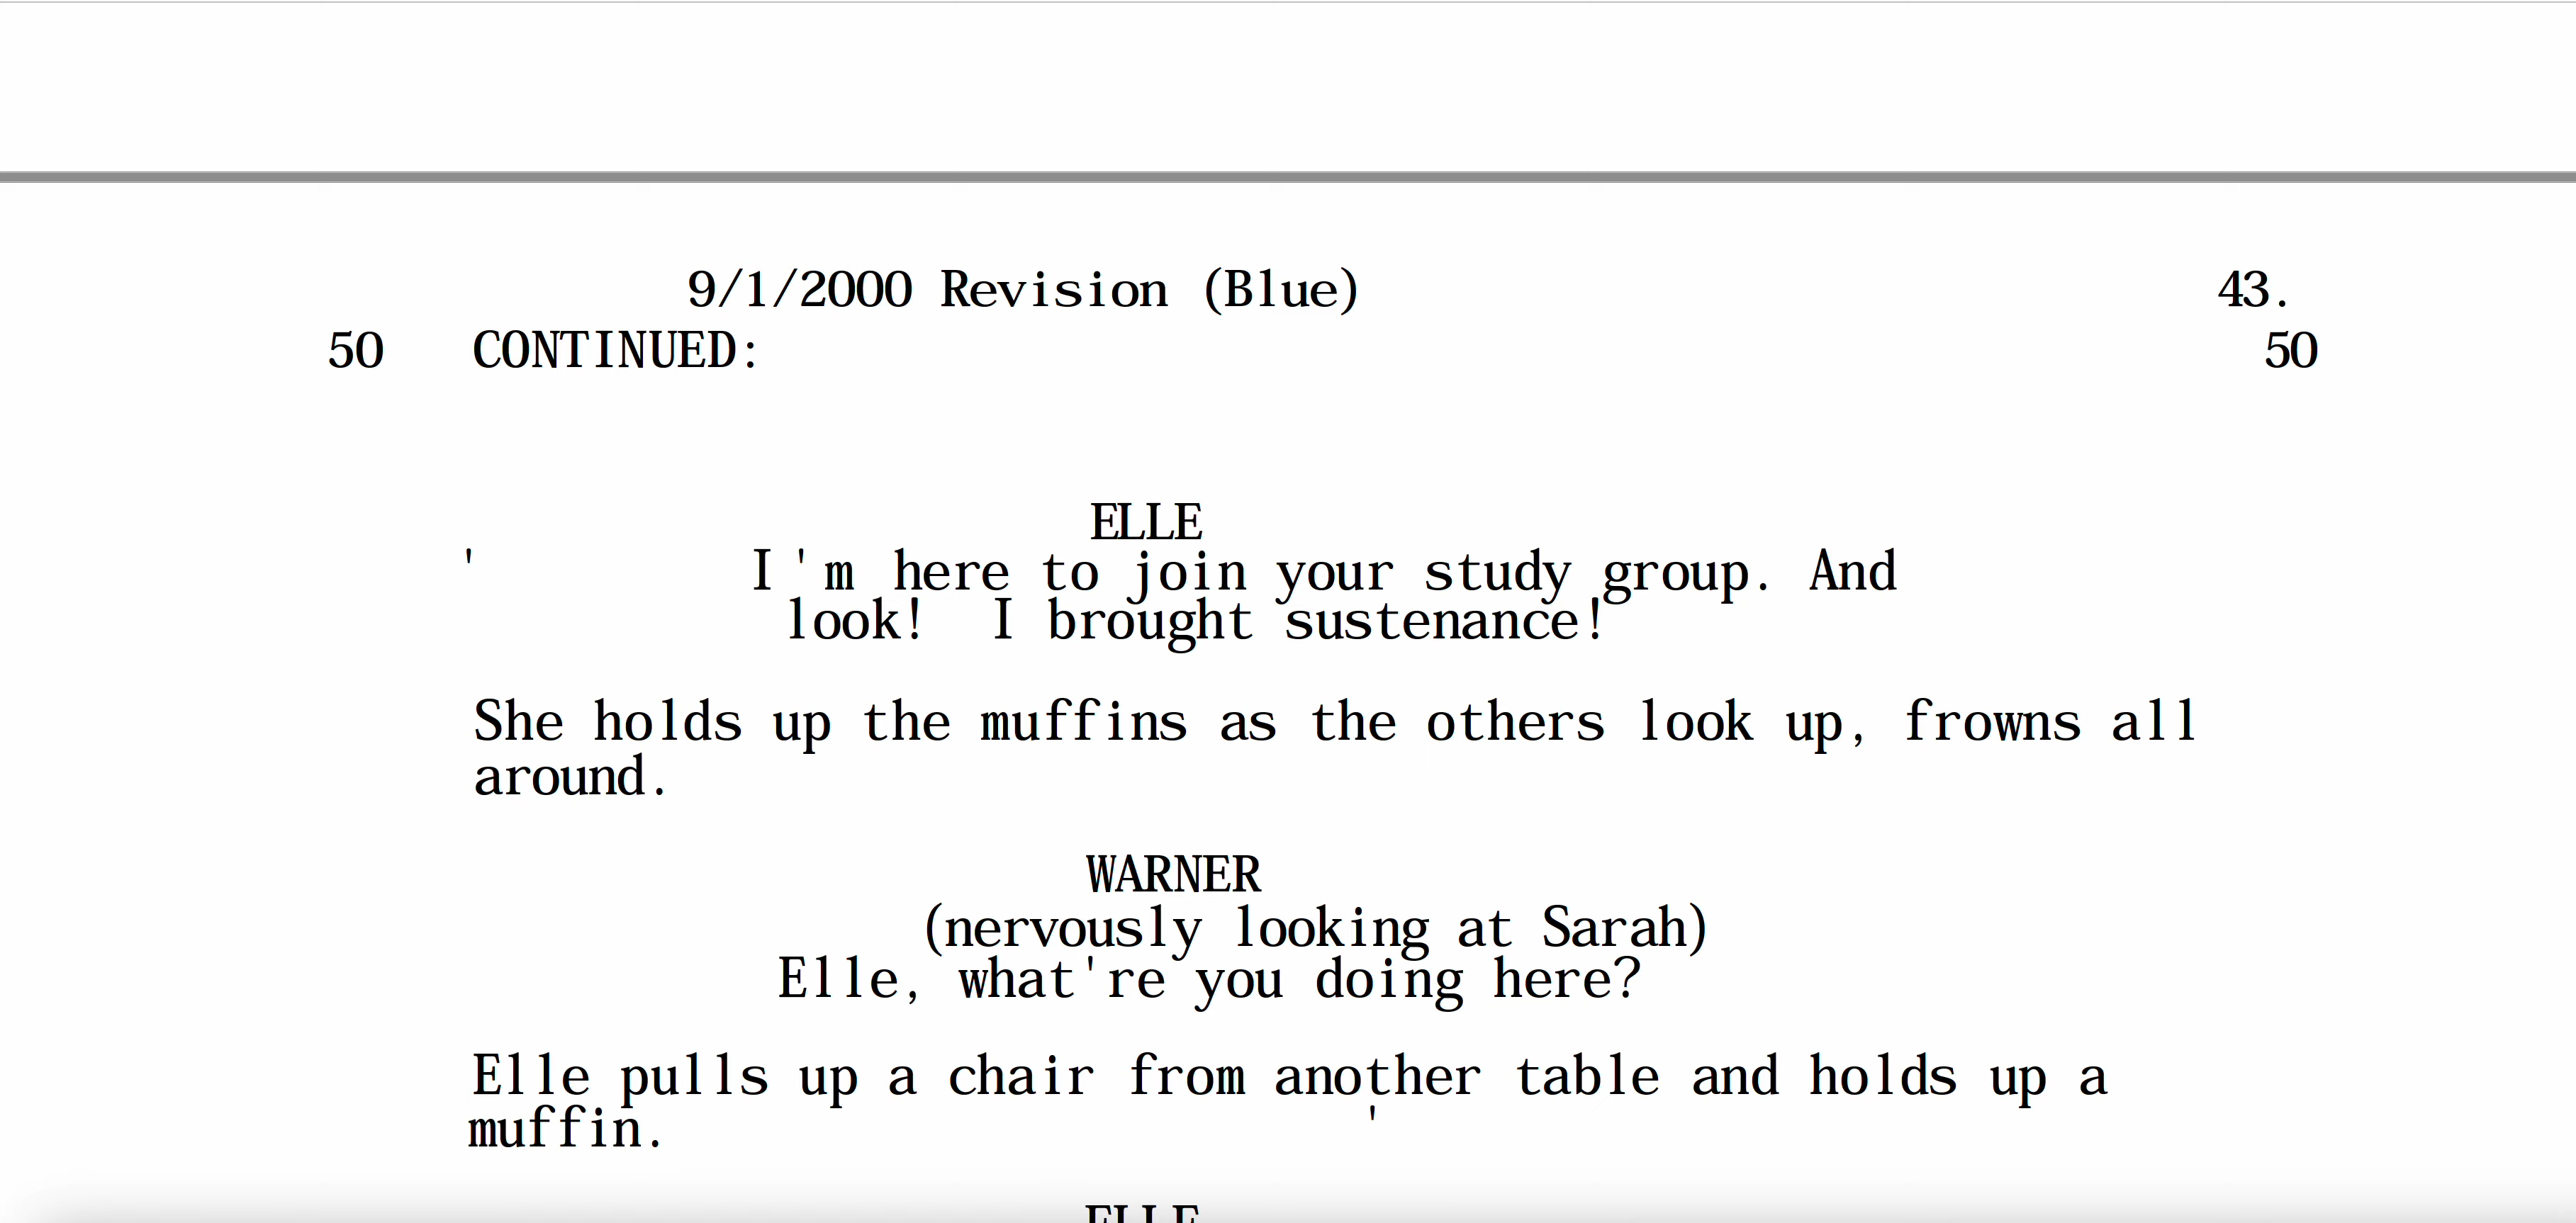 9/1/2000 Revision (Blue) 43.
50 CONTINUED: 50
ELLE
' I'm here to join your study group. And
look! I brought sustenance!
She holds up the muffins as the others look up, frowns all
around.
WARNER
(nervously looking at Sarah)
Elle, what're you doing here?
Elle pulls up a chair from another table and holds up a
muffin. '
ELLE